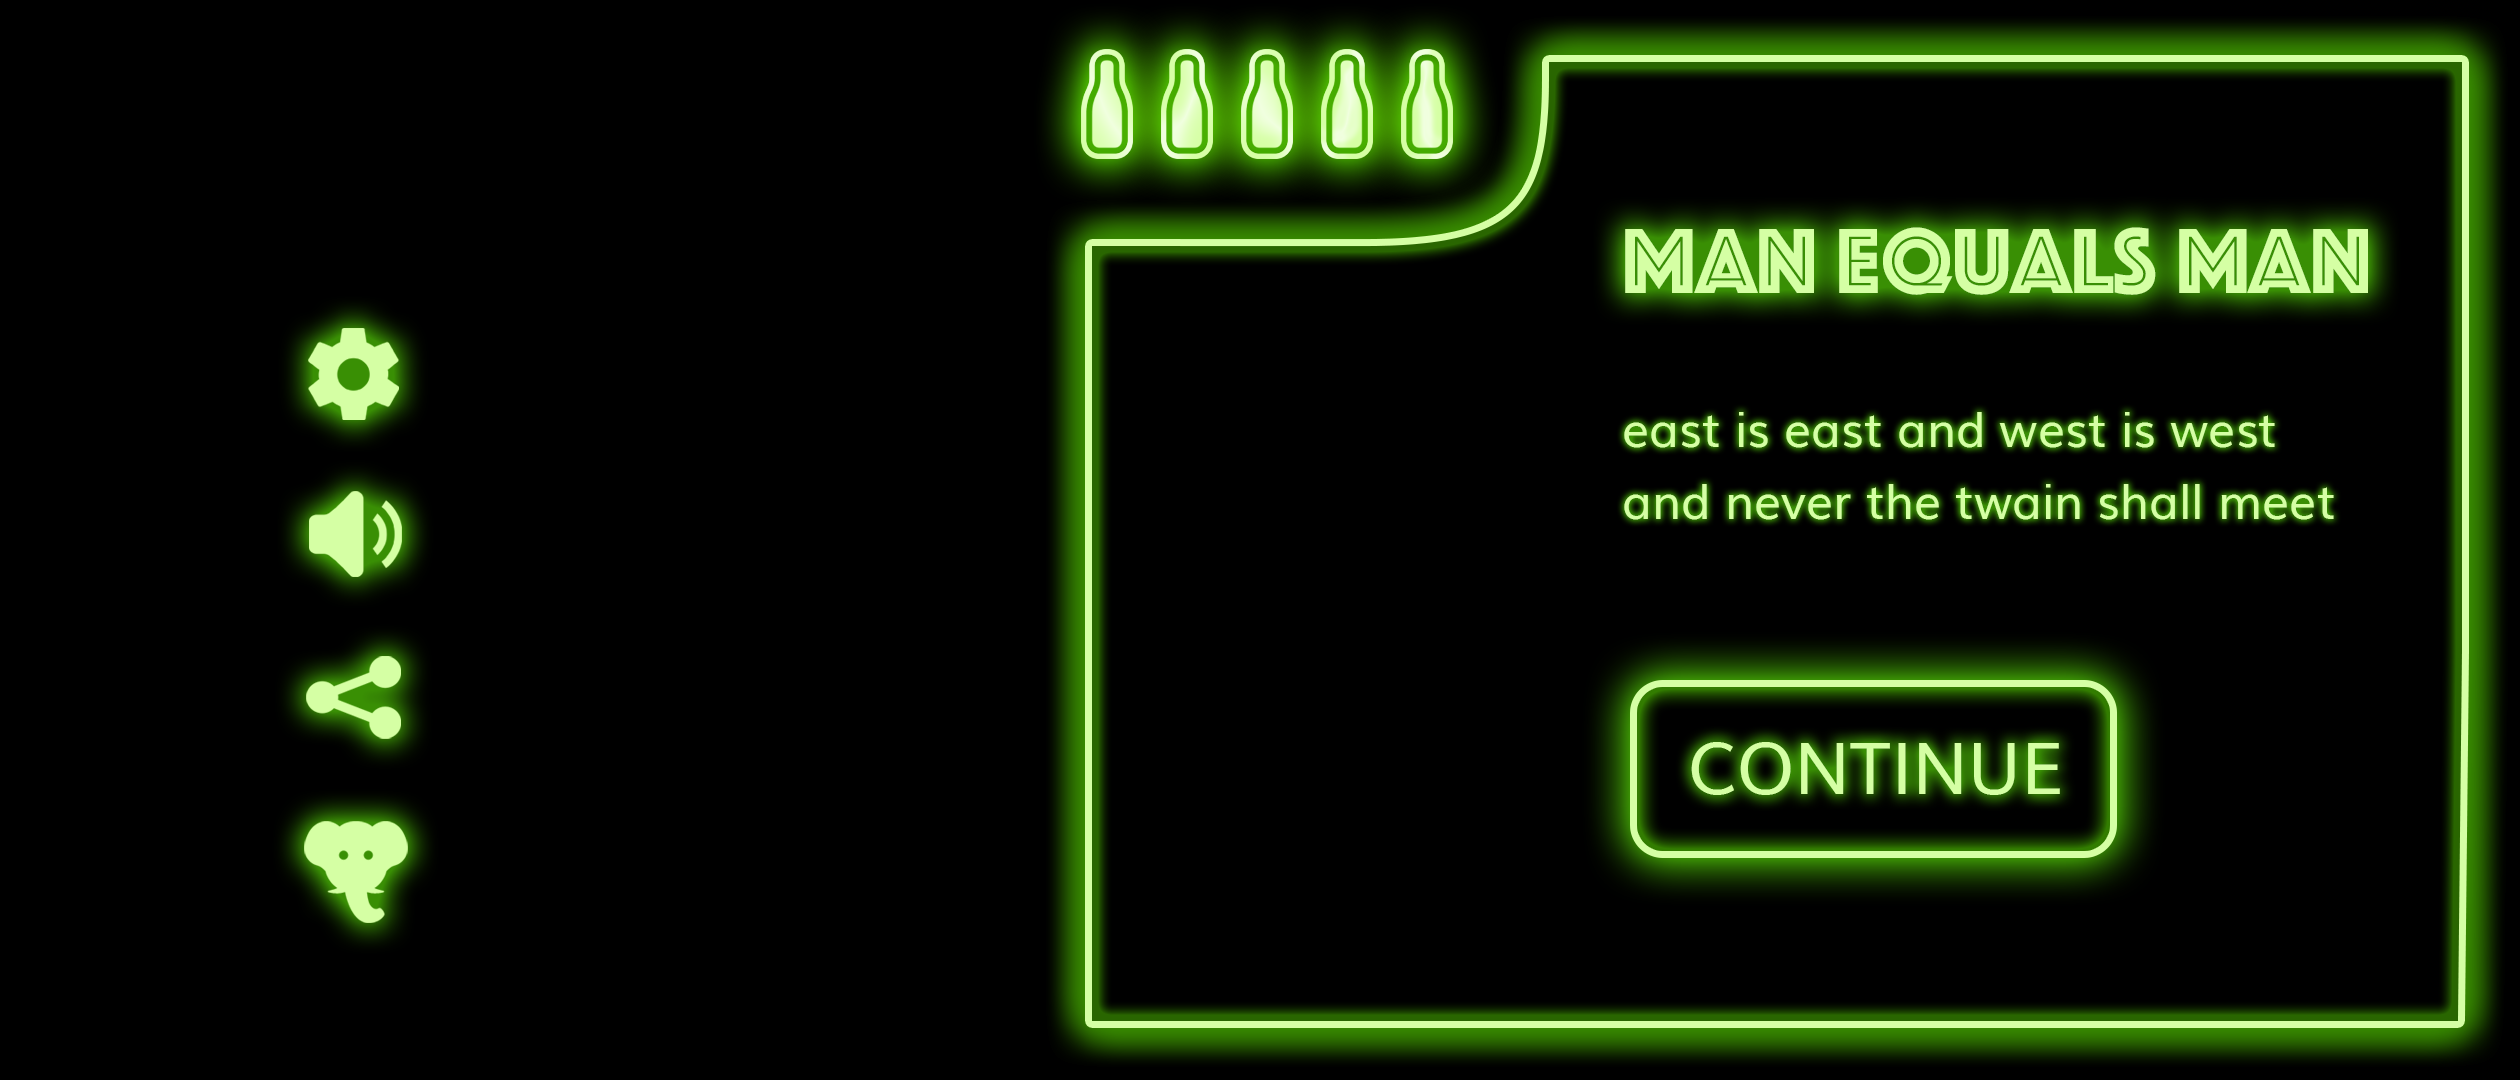 MAN EQUALS MAN
east is east and west is west
and never the twain shall meet
CONTINUE